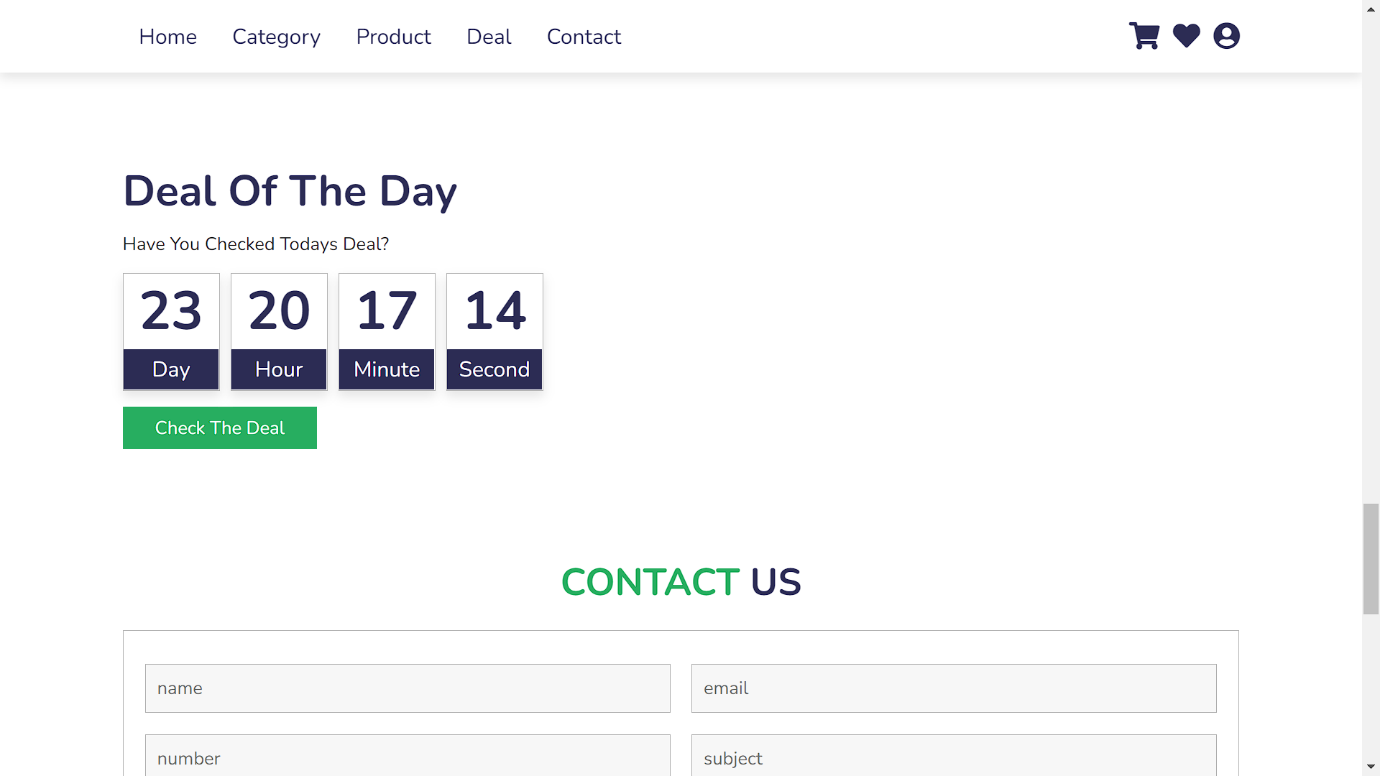 Home Category Product Deal Contact
Deal Of The Day
Have You Checked Todays Deal?
23 20 17 14
Day Hour Minute Second
Check The Deal
CONTACT US
name email
number subject